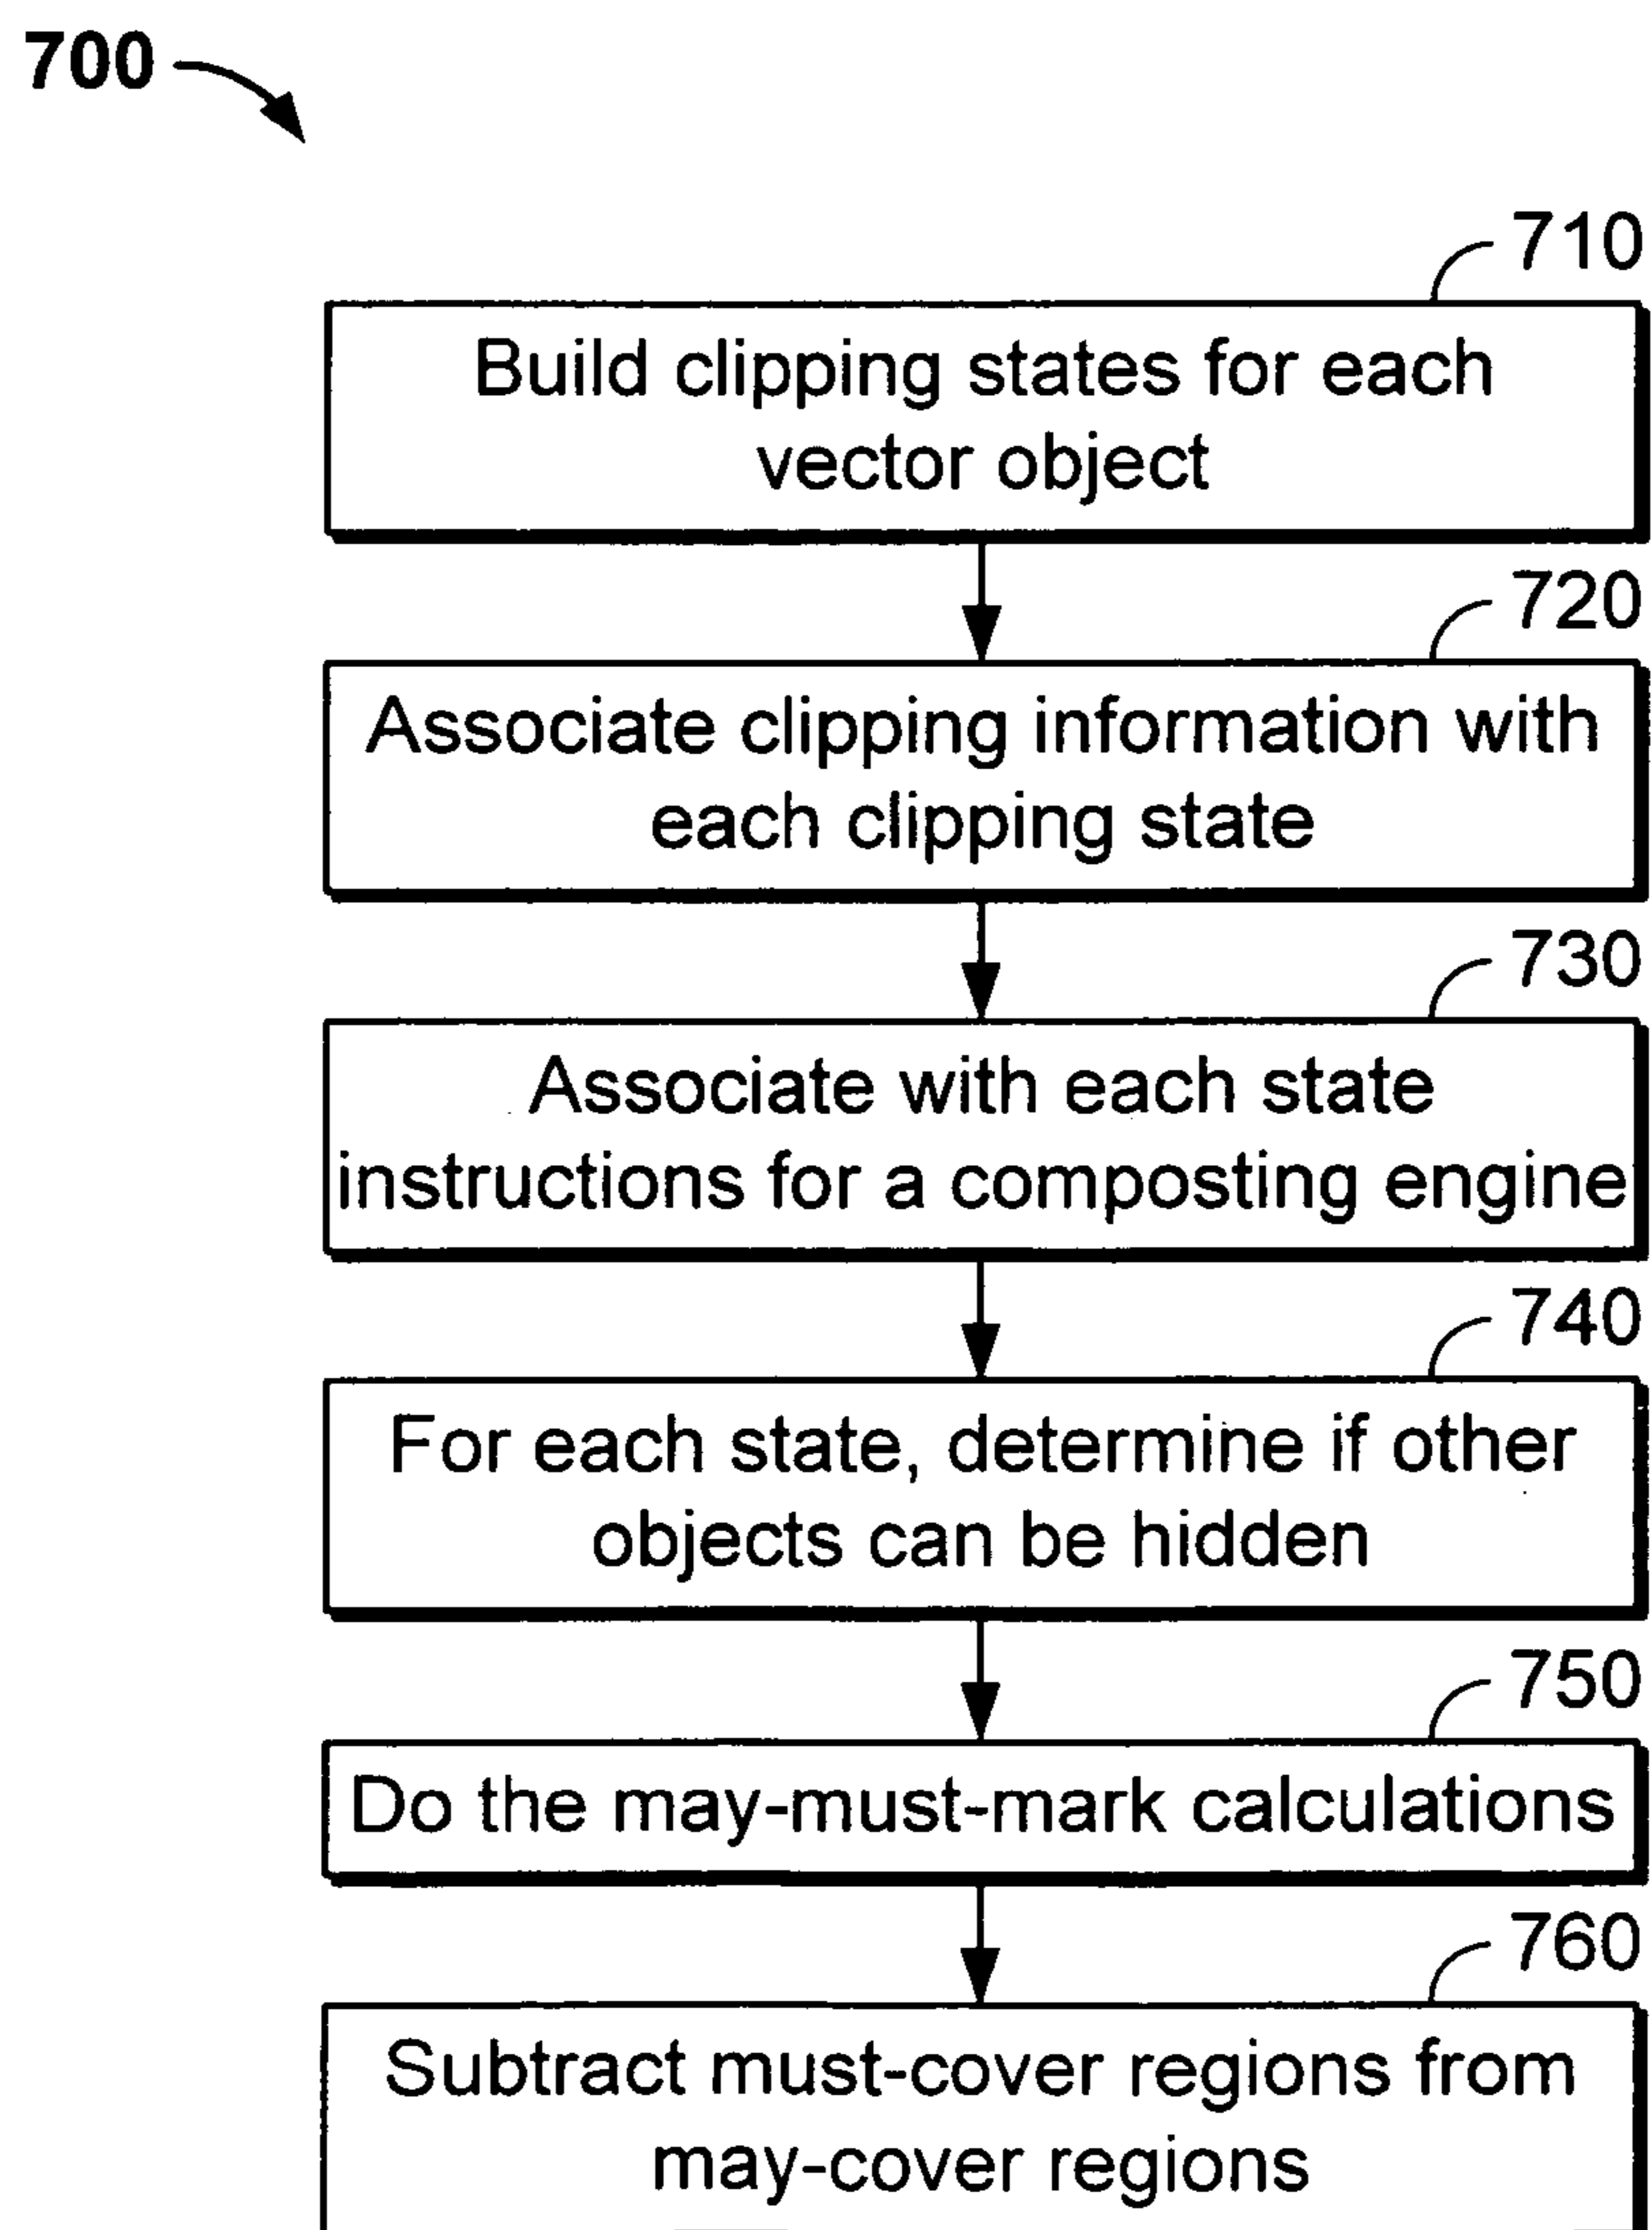 700
710
Build clipping states for each
vector object
720
Associate clipping information with
each clipping state
730
Associate with each state
instructions for a composting engine
740
For each state, determine if other
objects can be hidden
750
Do the may-must-mark calculations
760
Subtract must-cover regions from
may-cover regions